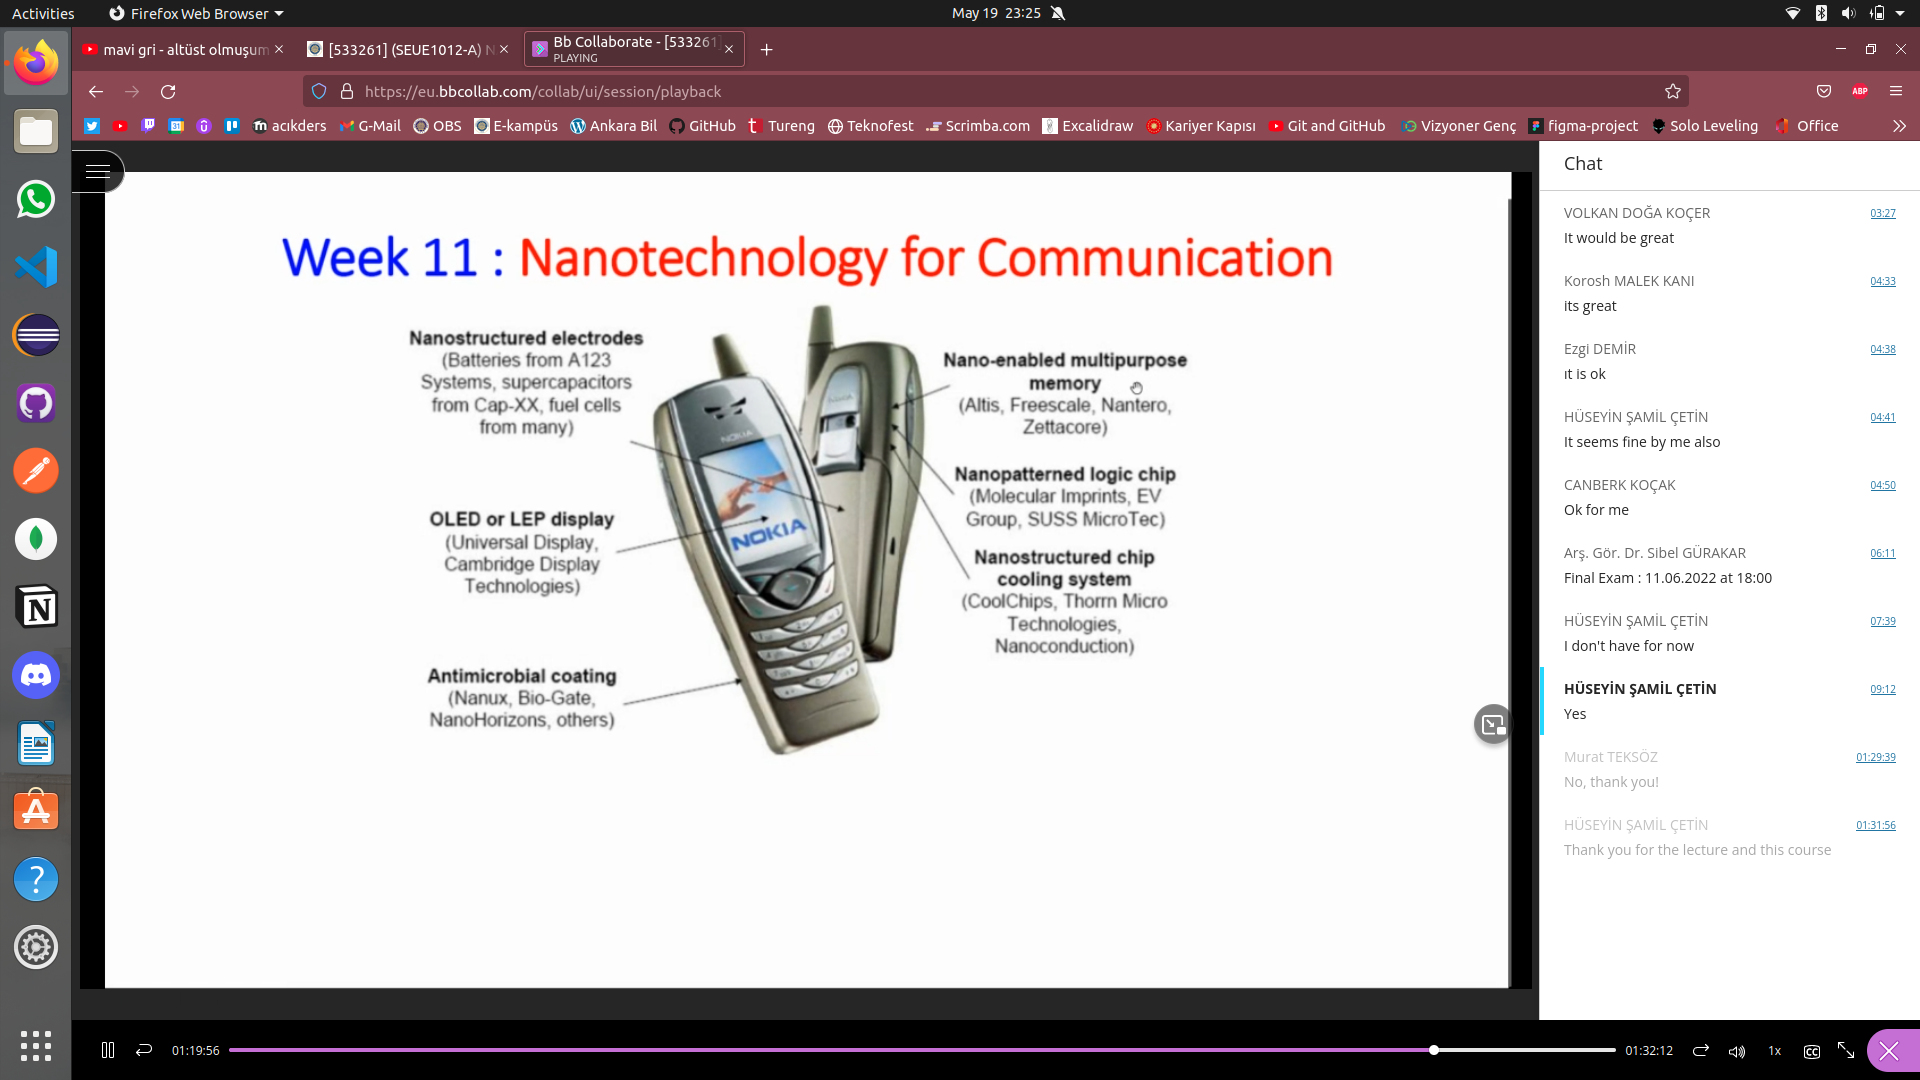 Activities
Firefox Web Browser
May 19 23:25
mavi gri - altüst olmuşum
[533261] (SEUE1012-A) N
Bb Collaborate - [533261]
PLAYING
https://eu.bbcollab.com/collab/ui/session/playback
ABP
acıkders
G-Mail
OBS
E-kampüs
Ankara Bil
GitHub
Tureng
Teknofest
Scrimba.com
Excalidraw
Kariyer Kapısı
Git and GitHub
Vizyoner Genç
figma-project
Solo Leveling
Office
Week 11 : Nanotechnology for Communication
Nanostructured electrodes
(Batteries from A123
Systems, supercapacitors
from Cap-XX, fuel cells
from many)
OLED or LEP display
(Universal Display,
Cambridge Display
Technologies)
Antimicrobial coating
(Nanux, Bio-Gate,
NanoHorizons, others)
NOKIA
NOKIA
Nano-enabled multipurpose
memory
(Altis, Freescale, Nantero,
Zettacore)
Nanopatterned logic chip
(Molecular Imprints, EV
Group, SUSS MicroTec)
Nanostructured chip
cooling system
(CoolChips, Thorrn Micro
Technologies,
Nanoconduction)
Chat
VOLKAN DOĞA KOÇER 03:27
It would be great
Korosh MALEK KANI 04:33
its great
Ezgi DEMİR 04:38
ıt is ok
HÜSEYİN ŞAMİL ÇETİN 04:41
It seems fine by me also
CANBERK KOÇAK 04:50
Ok for me
Arş. Gör. Dr. Sibel GÜRAKAR 06:11
Final Exam : 11.06.2022 at 18:00
HÜSEYİN ŞAMİL ÇETİN 07:39
I don't have for now
HÜSEYİN ŞAMİL ÇETİN 09:12
Yes
Murat TEKSÖZ 01:29:39
No, thank you!
HÜSEYİN ŞAMİL ÇETİN 01:31:56
Thank you for the lecture and this course
01:19:56
01:32:12
1x
CC